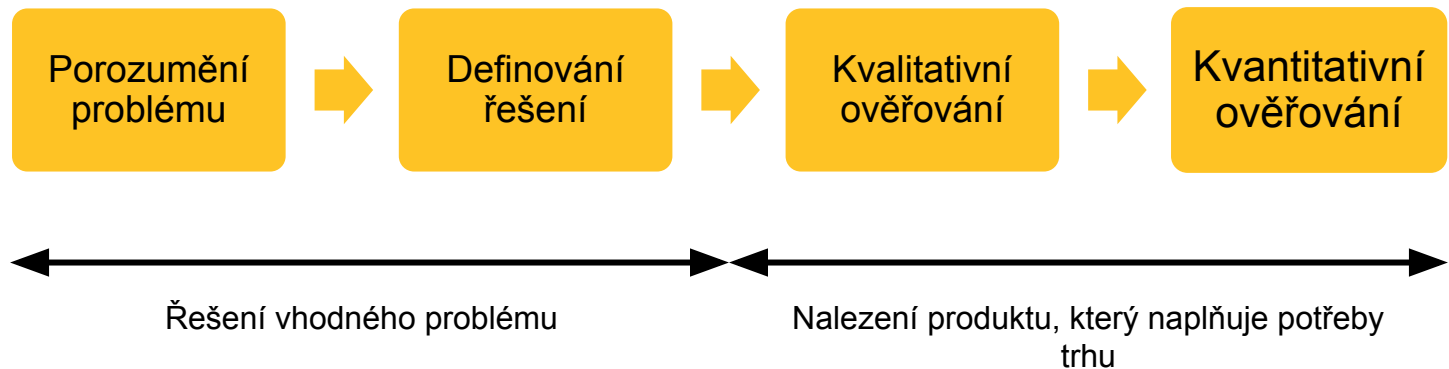 Porozumění
problému
Definování
řešení
Kvalitativní
ověřování
Kvantitativní
ověřování
Řešení vhodného problému
Nalezení produktu, který naplňuje potřeby
trhu